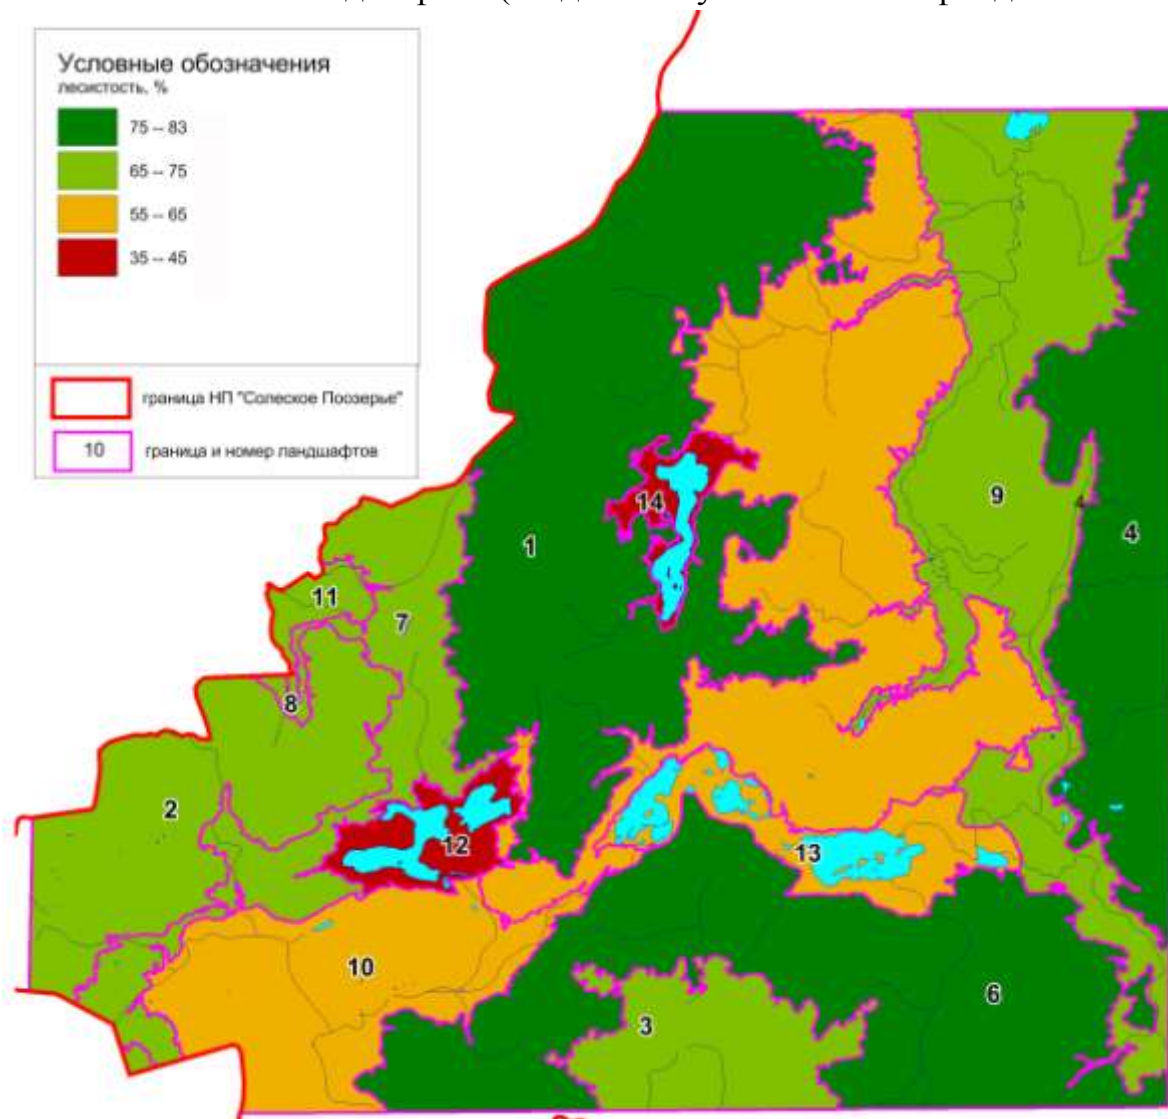 Условные обозначения
лесистость, %
75 – 83
65 – 75
55 – 65
35 – 45
граница НП "Солеское Поозерье"
10 граница и номер ландшафтов
14
9
1
4
11
7
8
2
12
13
10
6
3